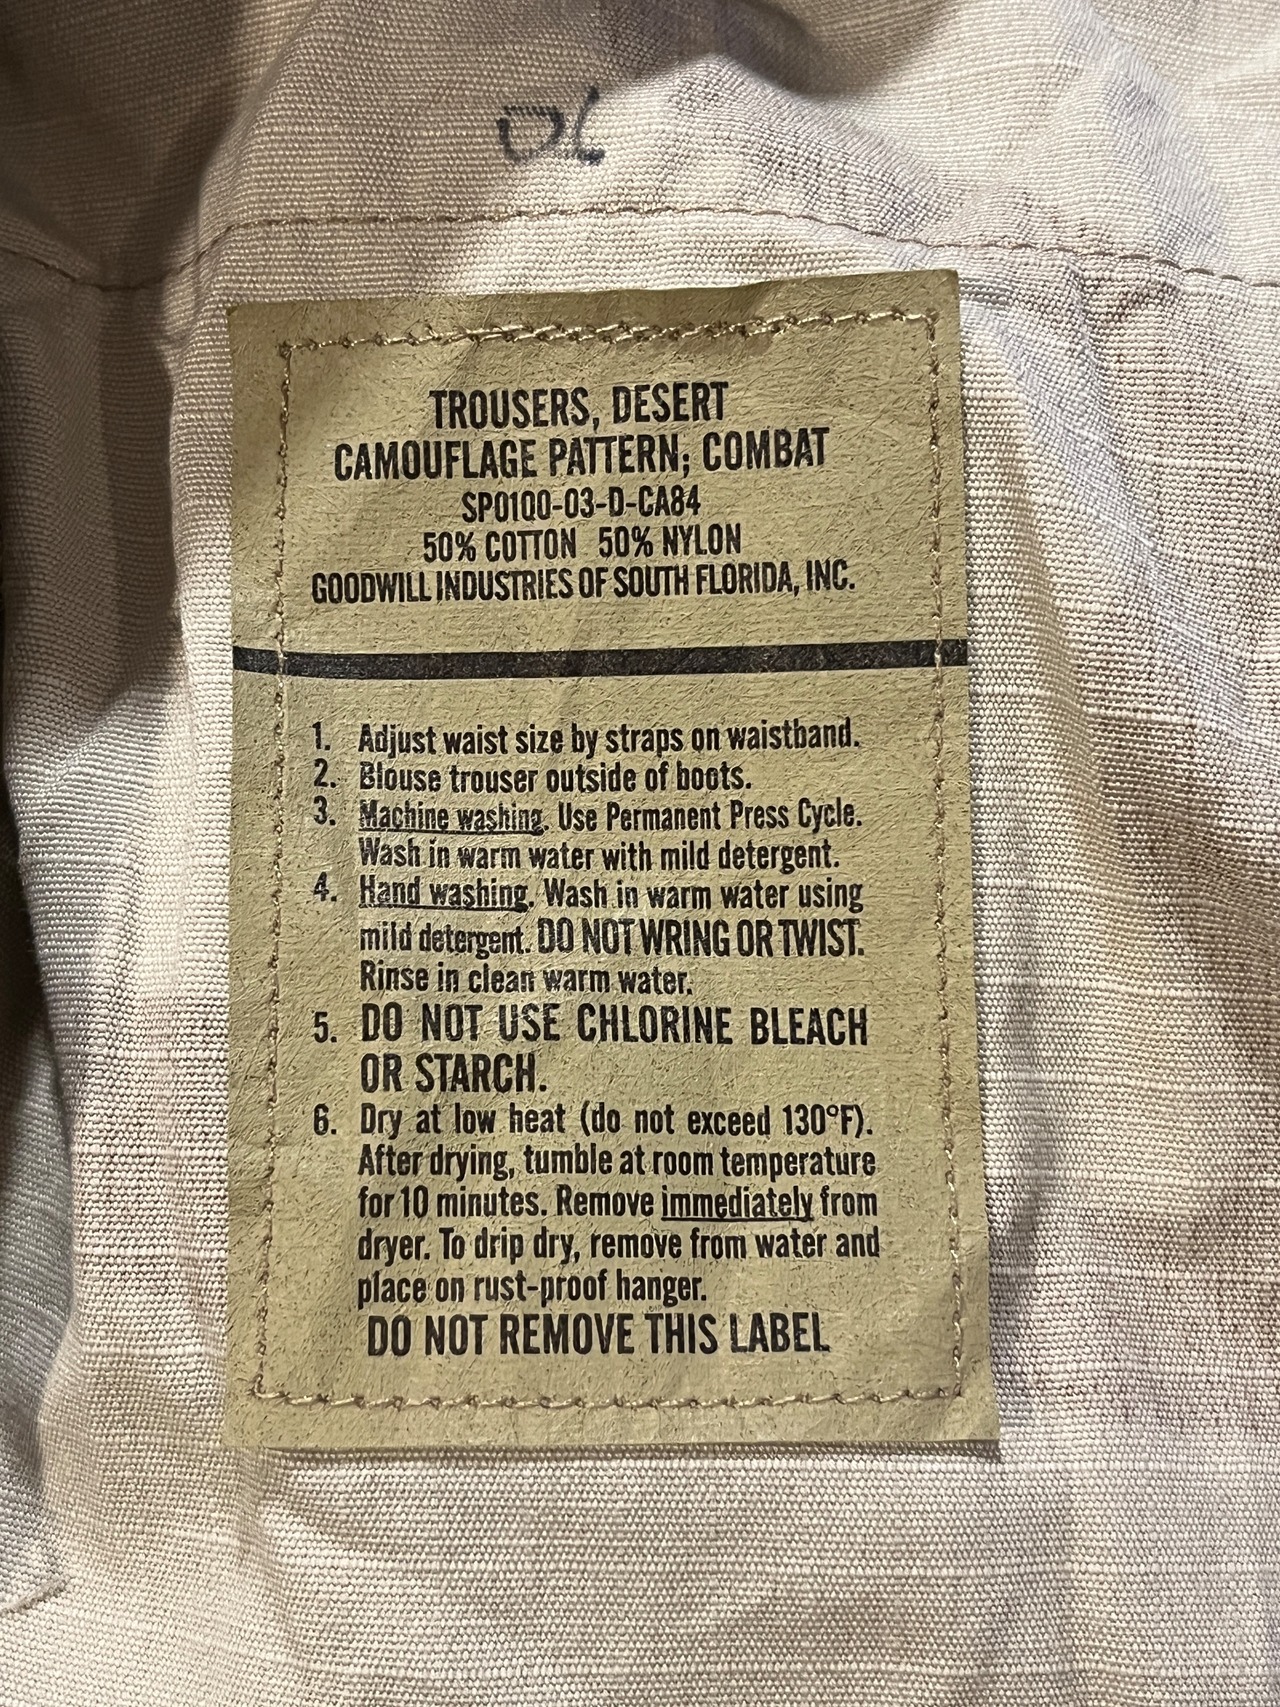 TROUSERS, DESERT
CAMOUFLAGE PATTERN; COMBAT
SPO1Q0-03-D-CA84
50% COTTON 50% NYLON
GOODWILL INDUSTRIES OF SOUTH FLORIDA, INC.
1. Adjust waist size by straps on waistband.
2. Blouse trouser outside of boots.
3. Machine washing. Use Permanent Press Cycle.
Wash in warm water with mild detergent.
4. Hand washing. Wash in warm water using
mild detergent. DO NOT WRING OR TWIST.
Rinse in clean warm water.
5. DO NOT USE CHLORINE BLEACH
OR STARCH.
6. Dry at low heat (do not exceed 130°F).
After drying, tumble at room temperature
for 10 minutes. Remove immediately from
dryer. To drip dry, remove from water and
place on rust-proof hanger.
DO NOT REMOVE THIS LABEL